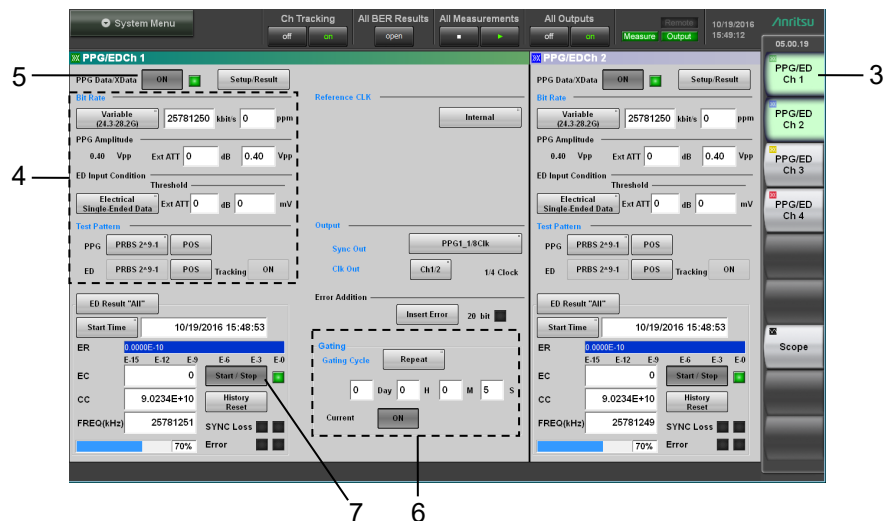 System Menu
Ch Tracking
off on
All BER Results
open
All Measurements
All Outputs
off on
Remote
Measure Output
10/19/2016
15:49:12
Anritsu
05.00.19
PPG/EDCh 1
PPG Data/XData ON Setup/Result
Bit Rate
Variable
(24.3-28.2G)
25781250 kbit/s 0 ppm
PPG Amplitude
0.40 Vpp Ext ATT 0 dB 0.40 Vpp
ED Input Condition
Threshold
Electrical
Single-Ended Data
Ext ATT 0 dB 0 mV
Test Pattern
PPG PRBS 2^9-1 POS
ED PRBS 2^9-1 POS Tracking ON
ED Result "All"
Start Time 10/19/2016 15:48:53
ER 0.0000E-10
E-15 E-12 E-9 E-6 E-3 E-0
EC 0 Start / Stop
CC 9.0234E+10 History
Reset
FREQ(kHz) 25781251 SYNC Loss
70% Error
Reference CLK
Internal
Output
Sync Out PPG1_1/8Clk
Clk Out Ch1/2 1/4 Clock
Error Addition
Insert Error 20 bit
Gating
Gating Cycle Repeat
0 Day 0 H 0 M 5 S
Current ON
PPG/EDCh 2
PPG Data/XData ON Setup/Result
Bit Rate
Variable
(24.3-28.2G)
25781250 kbit/s 0 ppm
PPG Amplitude
0.40 Vpp Ext ATT 0 dB 0.40 Vpp
ED Input Condition
Threshold
Electrical
Single-Ended Data
Ext ATT 0 dB 0 mV
Test Pattern
PPG PRBS 2^9-1 POS
ED PRBS 2^9-1 POS Tracking ON
ED Result "All"
Start Time 10/19/2016 15:48:53
ER 0.0000E-10
E-15 E-12 E-9 E-6 E-3 E-0
EC 0 Start / Stop
CC 9.0234E+10 History
Reset
FREQ(kHz) 25781249 SYNC Loss
70% Error
PPG/ED
Ch 1
PPG/ED
Ch 2
PPG/ED
Ch 3
PPG/ED
Ch 4
Scope
3
5
4
7
6